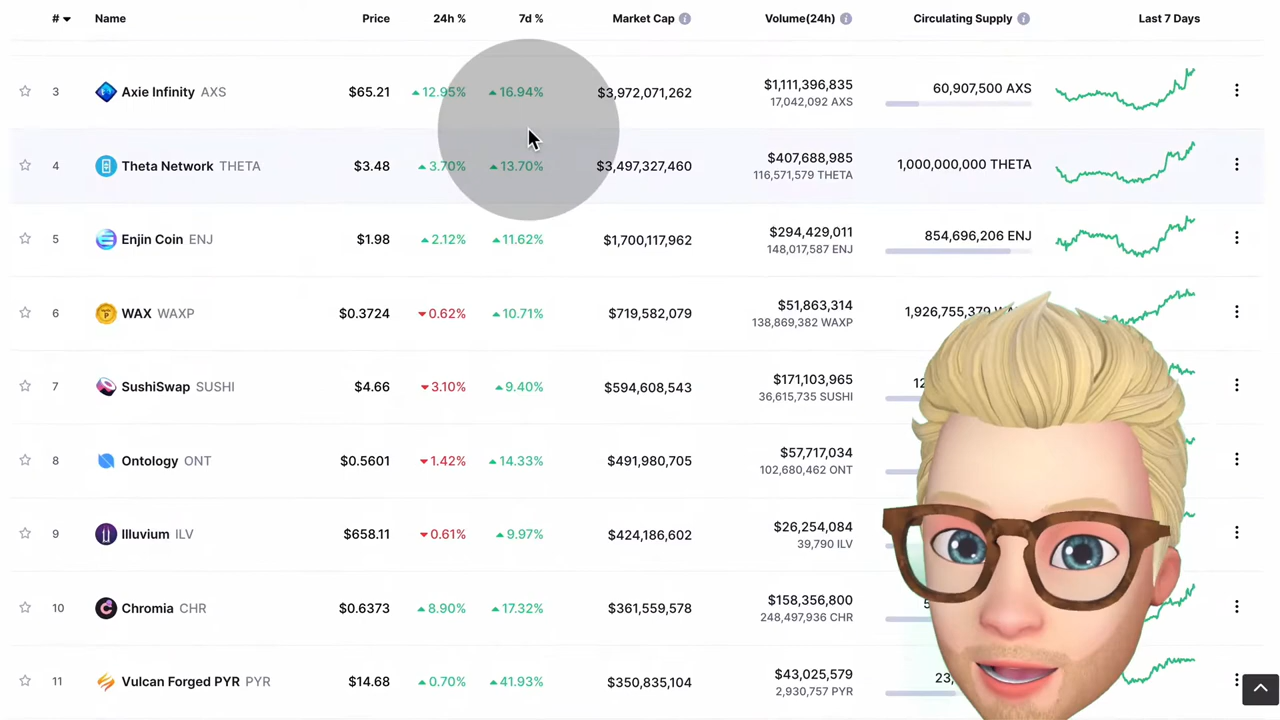 # Name Price 24h % 7d % Market Cap Volume(24h) Circulating Supply Last 7 Days
3 Axie Infinity AXS $65.21 12.95% 16.94% $3,972,071,262 $1,111,396,835 60,907,500 AXS
17,042,092 AXS
4 Theta Network THETA $3.48 3.70% 13.70% $3,497,327,460 $407,688,985 1,000,000,000 THETA
116,571,579 THETA
5 Enjin Coin ENJ $1.98 2.12% 11.62% $1,700,117,962 $294,429,011 854,696,206 ENJ
148,017,587 ENJ
6 WAX WAXP $0.3724 0.62% 10.71% $719,582,079 $51,863,314 1,926,755,379
138,869,382 WAXP
7 SushiSwap SUSHI $4.66 3.10% 9.40% $594,608,543 $171,103,965
36,615,735 SUSHI
8 Ontology ONT $0.5601 1.42% 14.33% $491,980,705 $57,717,034
102,680,462 ONT
9 Illuvium ILV $658.11 0.61% 9.97% $424,186,602 $26,254,084
39,790 ILV
10 Chromia CHR $0.6373 8.90% 17.32% $361,559,578 $158,356,800
248,497,936 CHR
11 Vulcan Forged PYR PYR $14.68 0.70% 41.93% $350,835,104 $43,025,579
2,930,757 PYR